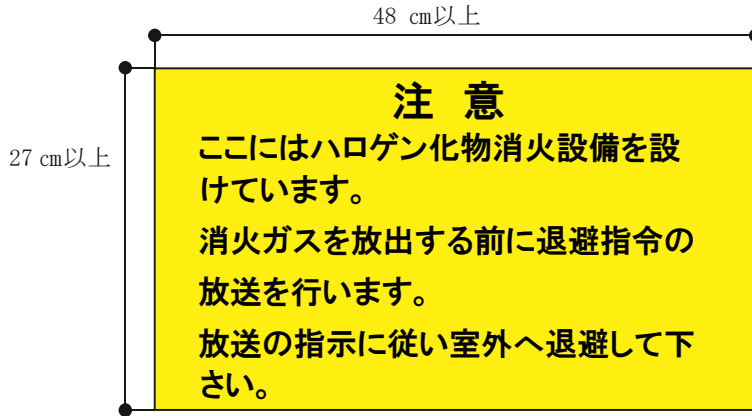 48 cm以上
27 cm以上
注 意
ここにはハロゲン化物消火設備を設
けています。
消火ガスを放出する前に退避指令の
放送を行います。
放送の指示に従い室外へ退避して下
さい。